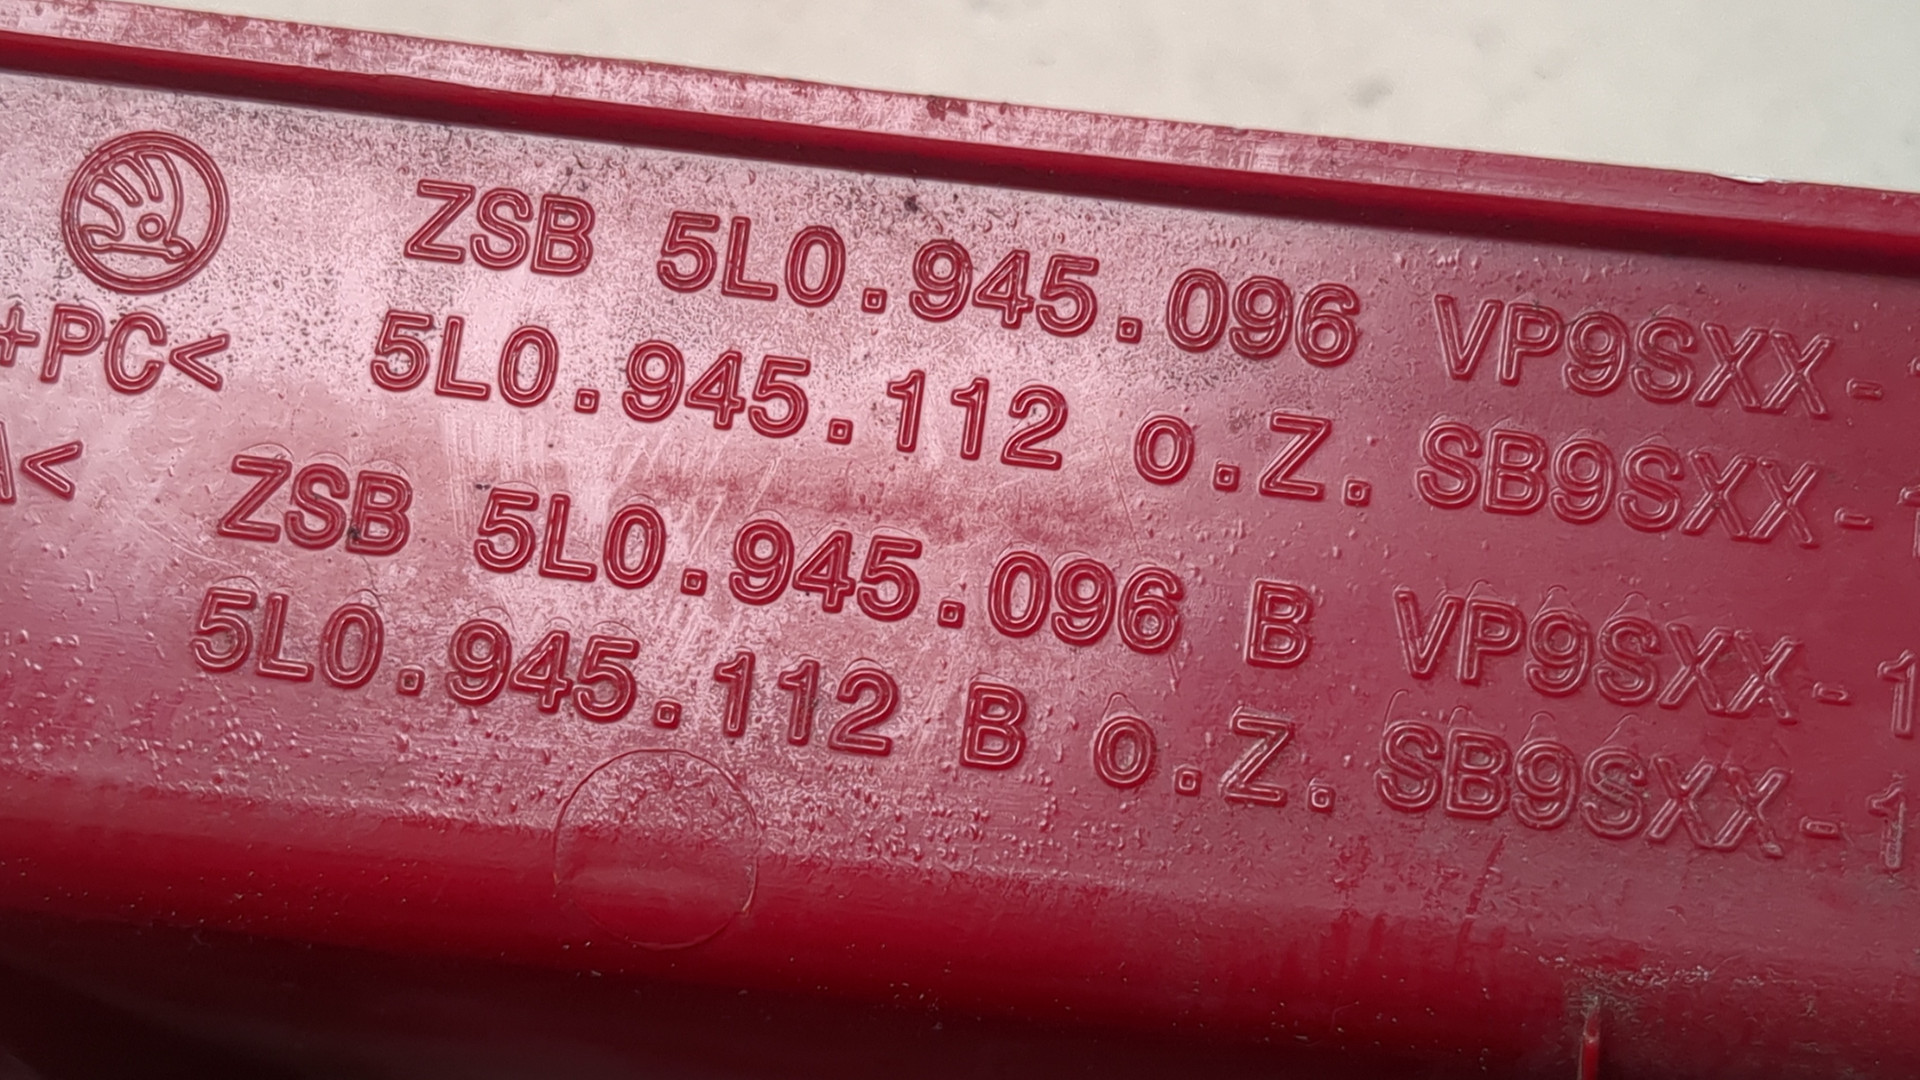 ZSB 5L0.945.096 VP9SXX-
+PC< 5L0.945.112 o.Z. SB9SXX-1
< ZSB 5L0.945.096 B VP9SXX-1
5L0.945.112 B o.Z. SB9SXX-1